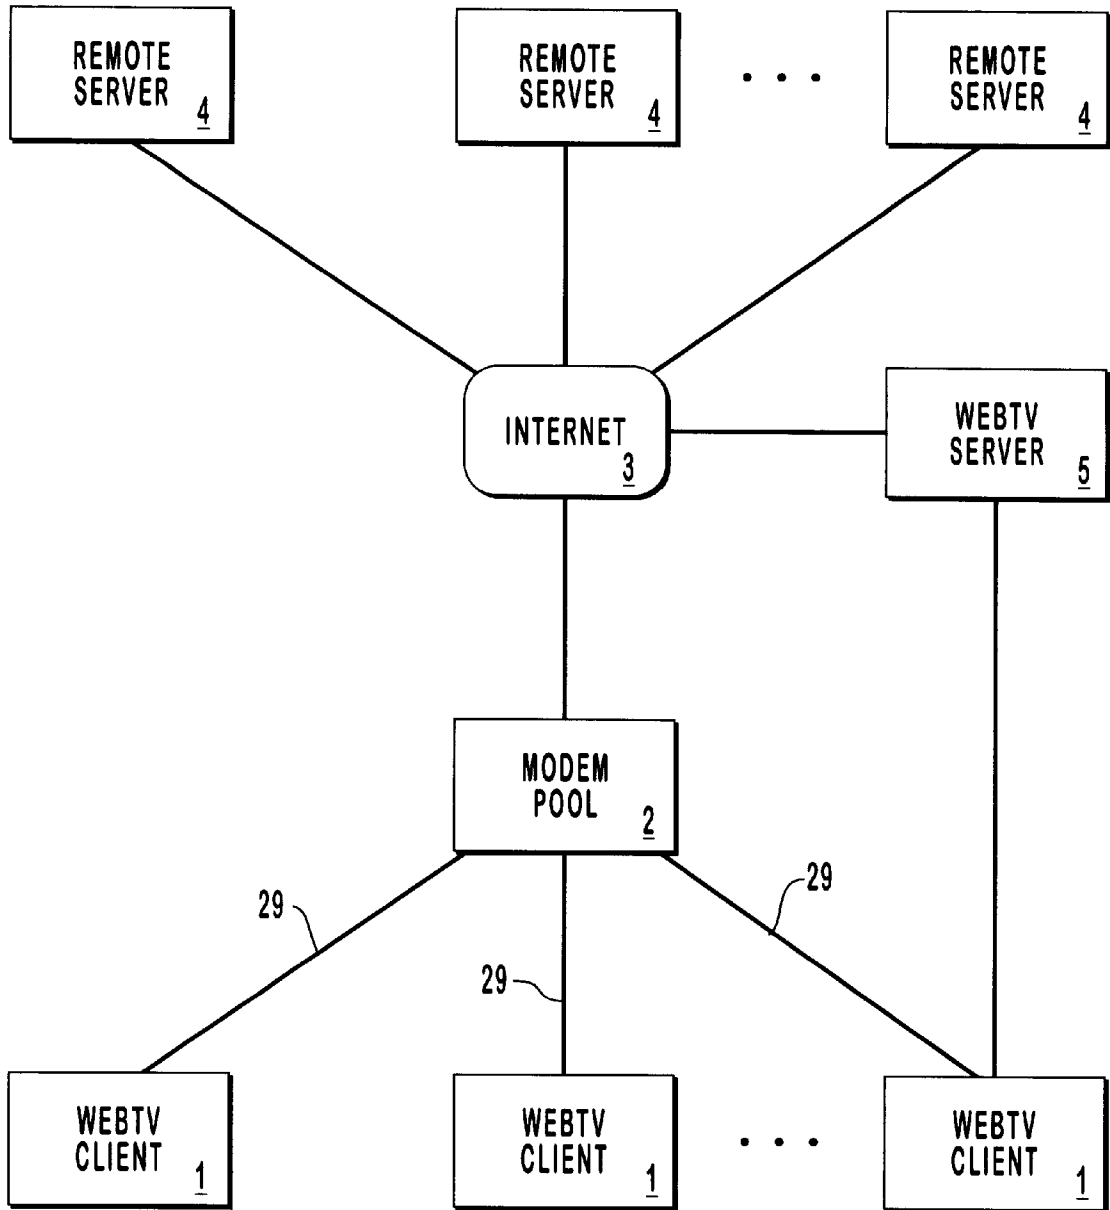 REMOTE
SERVER
4
REMOTE
SERVER
4
REMOTE
SERVER
4
INTERNET
3
WEBTV
SERVER
5
MODEM
POOL
2
29
29
29
WEBTV
CLIENT
1
WEBTV
CLIENT
1
WEBTV
CLIENT
1